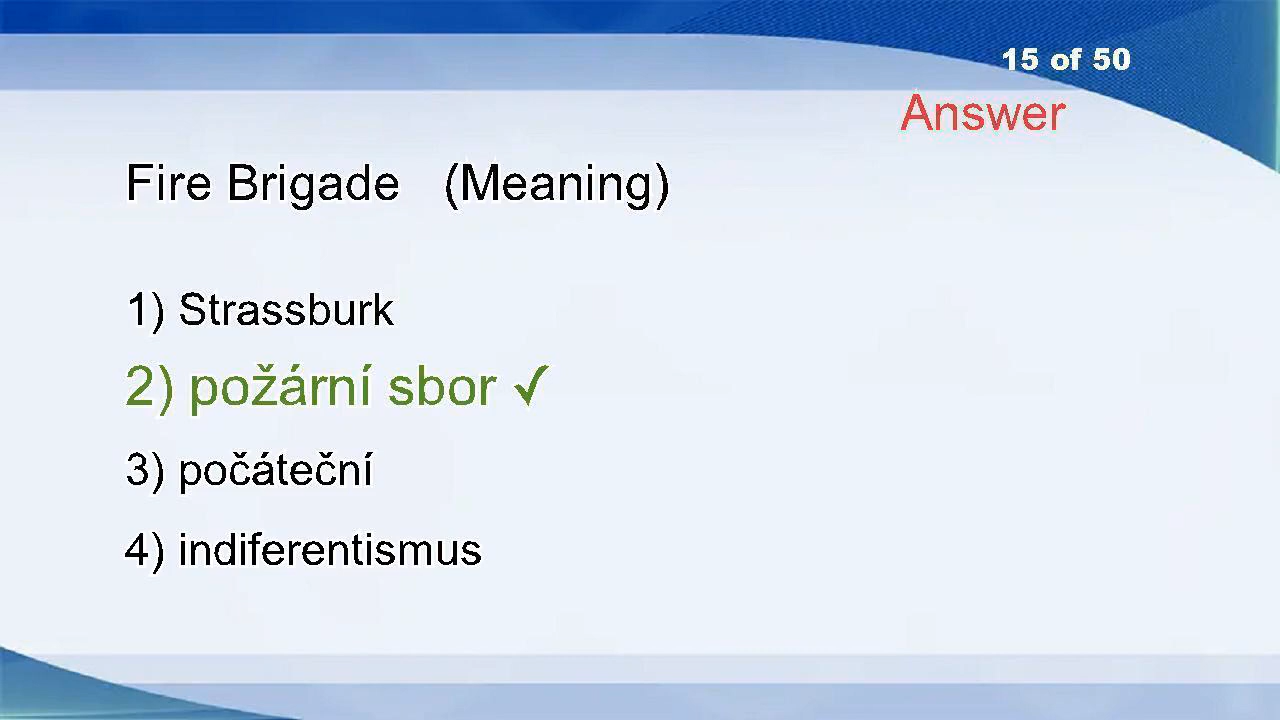 15 of 50
Answer
Fire Brigade (Meaning)
1) Strassburk
2) požární sbor ✓
3) počáteční
4) indiferentismus